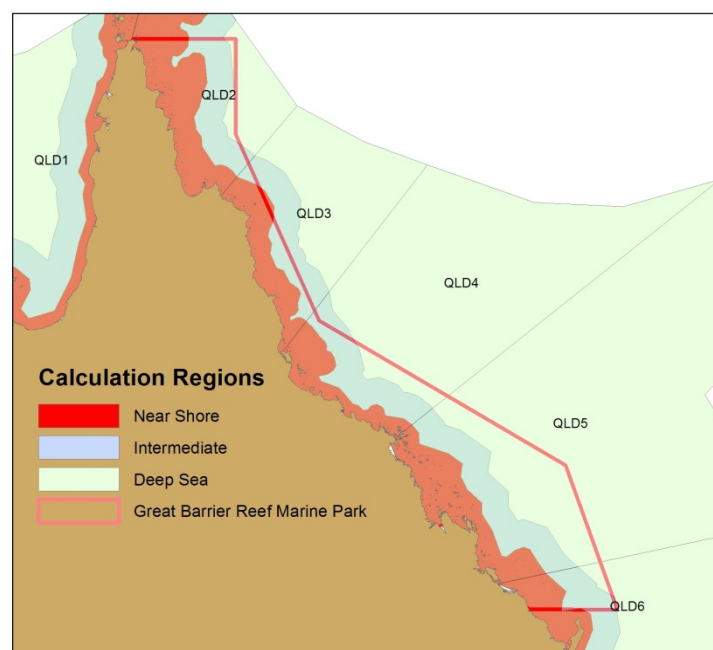 QLD2
QLD1
QLD3
QLD4
Calculation Regions
Near Shore
QLD5
Intermediate
Deep Sea
Great Barrier Reef Marine Park
QLD6